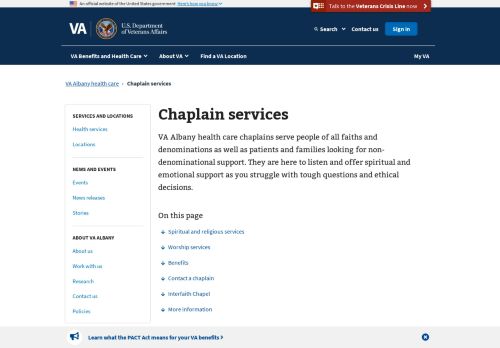 An official website of the United States government Here's how you know
Talk to the Veterans Crisis Line now
VA
U.S. Department
of Veterans Affairs
Search
Contact us
Sign in
VA Benefits and Health Care
About VA
Find a VA Location
My VA
VA Albany health care › Chaplain services
SERVICES AND LOCATIONS
Health services
Locations
NEWS AND EVENTS
Events
News releases
Stories
ABOUT VA ALBANY
About us
Work with us
Research
Contact us
Policies
Chaplain services
VA Albany health care chaplains serve people of all faiths and
denominations as well as patients and families looking for non-
denominational support. They are here to listen and offer spiritual and
emotional support as you struggle with tough questions and ethical
decisions.
On this page
Spiritual and religious services
Worship services
Benefits
Contact a chaplain
Interfaith Chapel
More information
Learn what the PACT Act means for your VA benefits